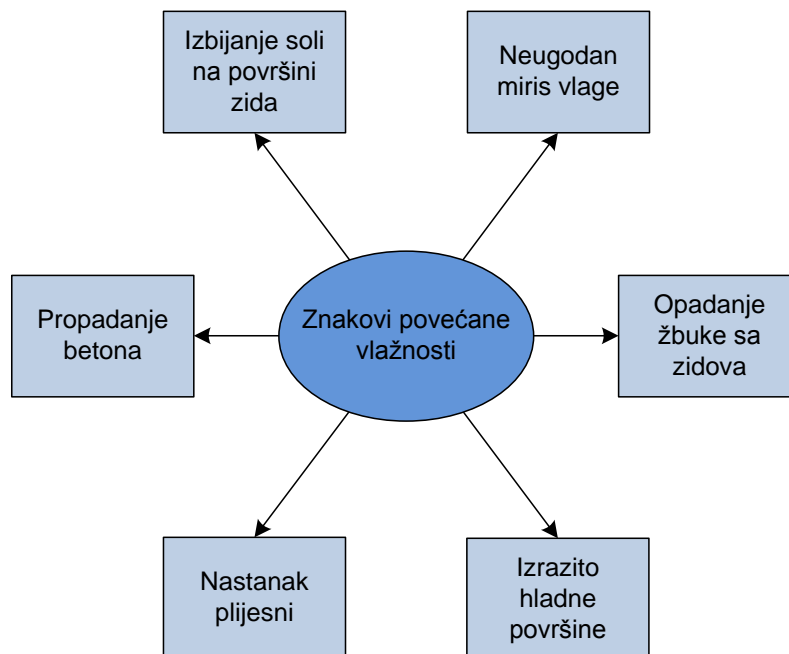 Izbijanje soli
na površini
zida
Neugodan
miris vlage
Propadanje
betona
Znakovi povećane
vlažnosti
Opadanje
žbuke sa
zidova
Nastanak
plijesni
Izrazito
hladne
površine